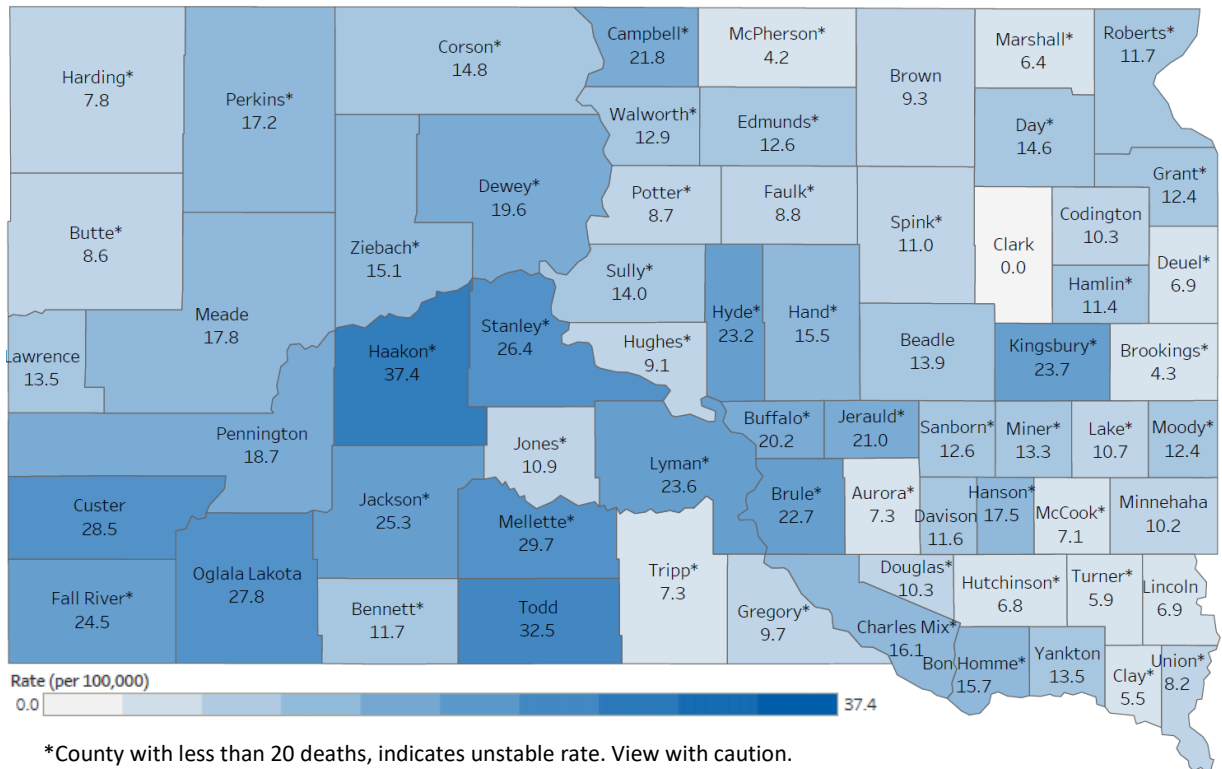 Harding*
7.8
Perkins*
17.2
Corson*
14.8
Campbell*
21.8
McPherson*
4.2
Brown
9.3
Marshall*
6.4
Roberts*
11.7
Walworth*
12.9
Edmunds*
12.6
Day*
14.6
Grant*
12.4
Butte*
8.6
Dewey*
19.6
Ziebach*
15.1
Potter*
8.7
Faulk*
8.8
Spink*
11.0
Clark
0.0
Codington
10.3
Deuel*
6.9
Hamlin*
11.4
Meade
17.8
Sully*
14.0
Hyde*
23.2
Hand*
15.5
Lawrence
13.5
Haakon*
37.4
Stanley*
26.4
Hughes*
9.1
Beadle
13.9
Kingsbury*
23.7
Brookings*
4.3
Pennington
18.7
Jones*
10.9
Lyman*
23.6
Buffalo*
20.2
Jerauld*
21.0
Sanborn*
12.6
Miner*
13.3
Lake*
10.7
Moody*
12.4
Custer
28.5
Jackson*
25.3
Mellette*
29.7
Brule*
22.7
Aurora*
7.3
Davison
11.6
Hanson*
17.5
McCook*
7.1
Minnehaha
10.2
Fall River*
24.5
Oglala Lakota
27.8
Bennett*
11.7
Todd
32.5
Tripp*
7.3
Gregory*
9.7
Charles Mix*
16.1
Douglas*
10.3
Hutchinson*
6.8
Turner*
5.9
Lincoln
6.9
Bon Homme*
15.7
Yankton
13.5
Clay*
5.5
Union*
8.2
Rate (per 100,000)
0.0
37.4
*County with less than 20 deaths, indicates unstable rate. View with caution.